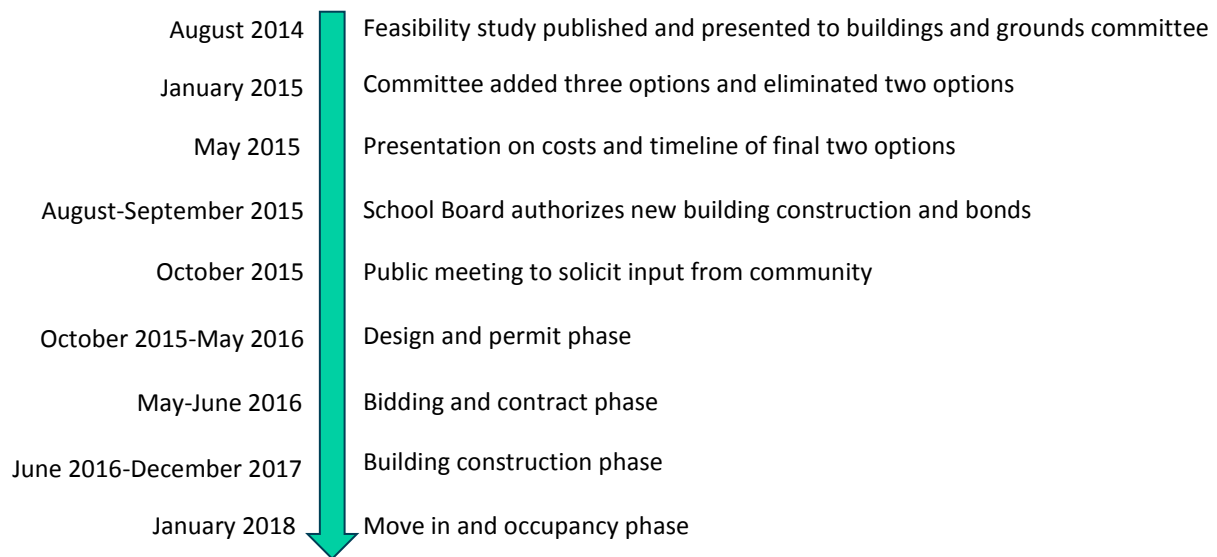 August 2014 Feasibility study published and presented to buildings and grounds committee
January 2015 Committee added three options and eliminated two options
May 2015 Presentation on costs and timeline of final two options
August-September 2015 School Board authorizes new building construction and bonds
October 2015 Public meeting to solicit input from community
October 2015-May 2016 Design and permit phase
May-June 2016 Bidding and contract phase
June 2016-December 2017 Building construction phase
January 2018 Move in and occupancy phase